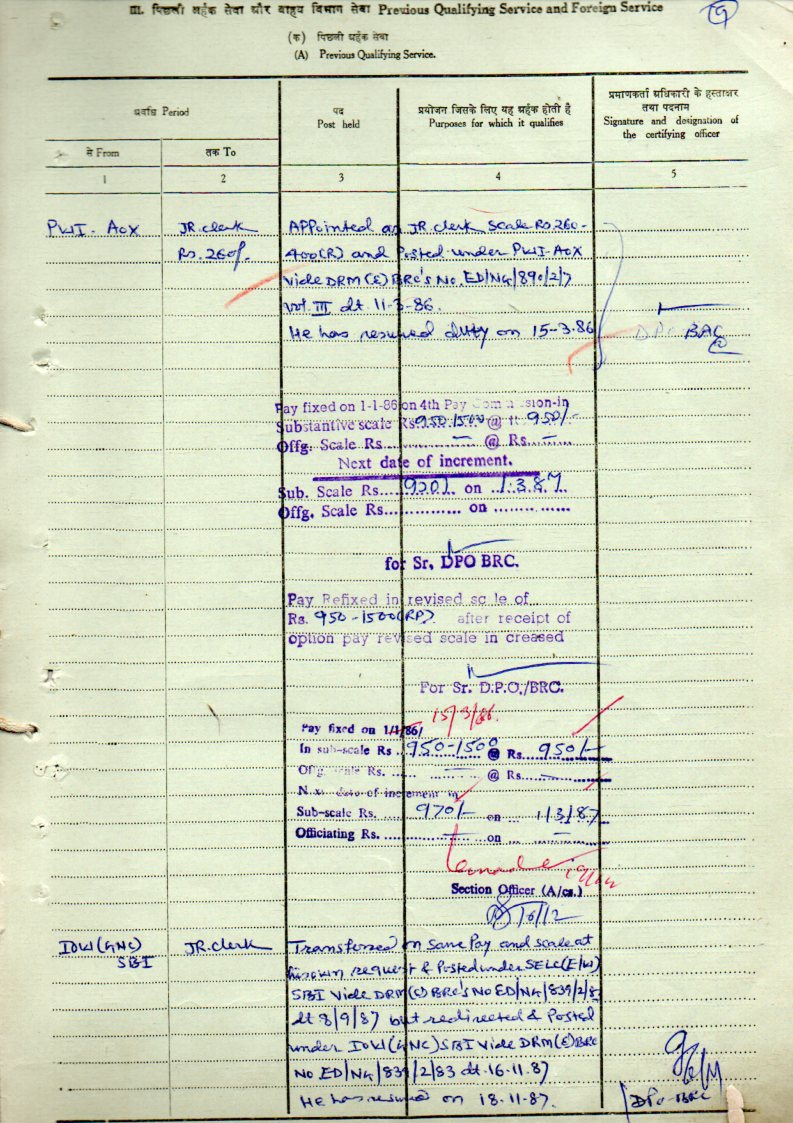 III. पिछली अर्हक सेवा और वाह्य विभाग सेवा Previous Qualifying Service and Foreign Service
(क) पिछली अर्हक सेवा
(A) Previous Qualifying Service.
अवधि Period
पद
Post held
प्रयोजन जिसके लिए यह अर्हक होती है
Purposes for which it qualifies
प्रमाणकर्ता अधिकारी के हस्ताक्षर
तथा पदनाम
Signature and designation of
the certifying officer
से From
तक To
1 2 3 4 5
PWI-AOX JR.clerk Appointed as JR.clerk scale Rs.260-
Rs.260/- 400(R) and Posted under PWI-AOX
vide DRM(E)BRC's No.ED/NG/890/2/7
vol. III dt 11-3-86.
He has resumed duty on 15-3-86
DPO BRC
Pay fixed on 1-1-86 on 4th Pay Commission-in
Substantive scale Rs.950.1500 @ 950/-
Offg. Scale Rs............. @ Rs..........
Next date of increment.
Sub. Scale Rs....970/-.. on ..1.3.87..
Offg. Scale Rs............... on ..............
for Sr. DPO BRC.
Pay Refixed in revised sc le of
Rs. 950-1500(RP) after receipt of
option pay revised scale in creased
For Sr. D.P.O./BRC.
15/3/86.
Pay fixed on 1/1/86/
In sub-scale Rs ..950-1500 @ Rs...950/-
Offg. scale Rs. ..... @ Rs....
Nxt date of increment in
Sub-scale Rs. ... 970/- on ... 1/3/87
Officiating Rs. .................on ... ..............
Section Officer (A/cs.)
16/12
IOW(GNC) JR.clerk Transferred on same Pay and scale at
SBI his own request & Posted under SELC(E/W)
SBI vide DRM(E)BRC's No ED/NG/839/2/8
dt 8/9/87 but redirected & Posted
under IOW(GNC)SBI vide DRM(E)BRC
No ED/NG/839/2/83 dt.16.11.87
He has resumed on 18.11.87.
DPO-BRC